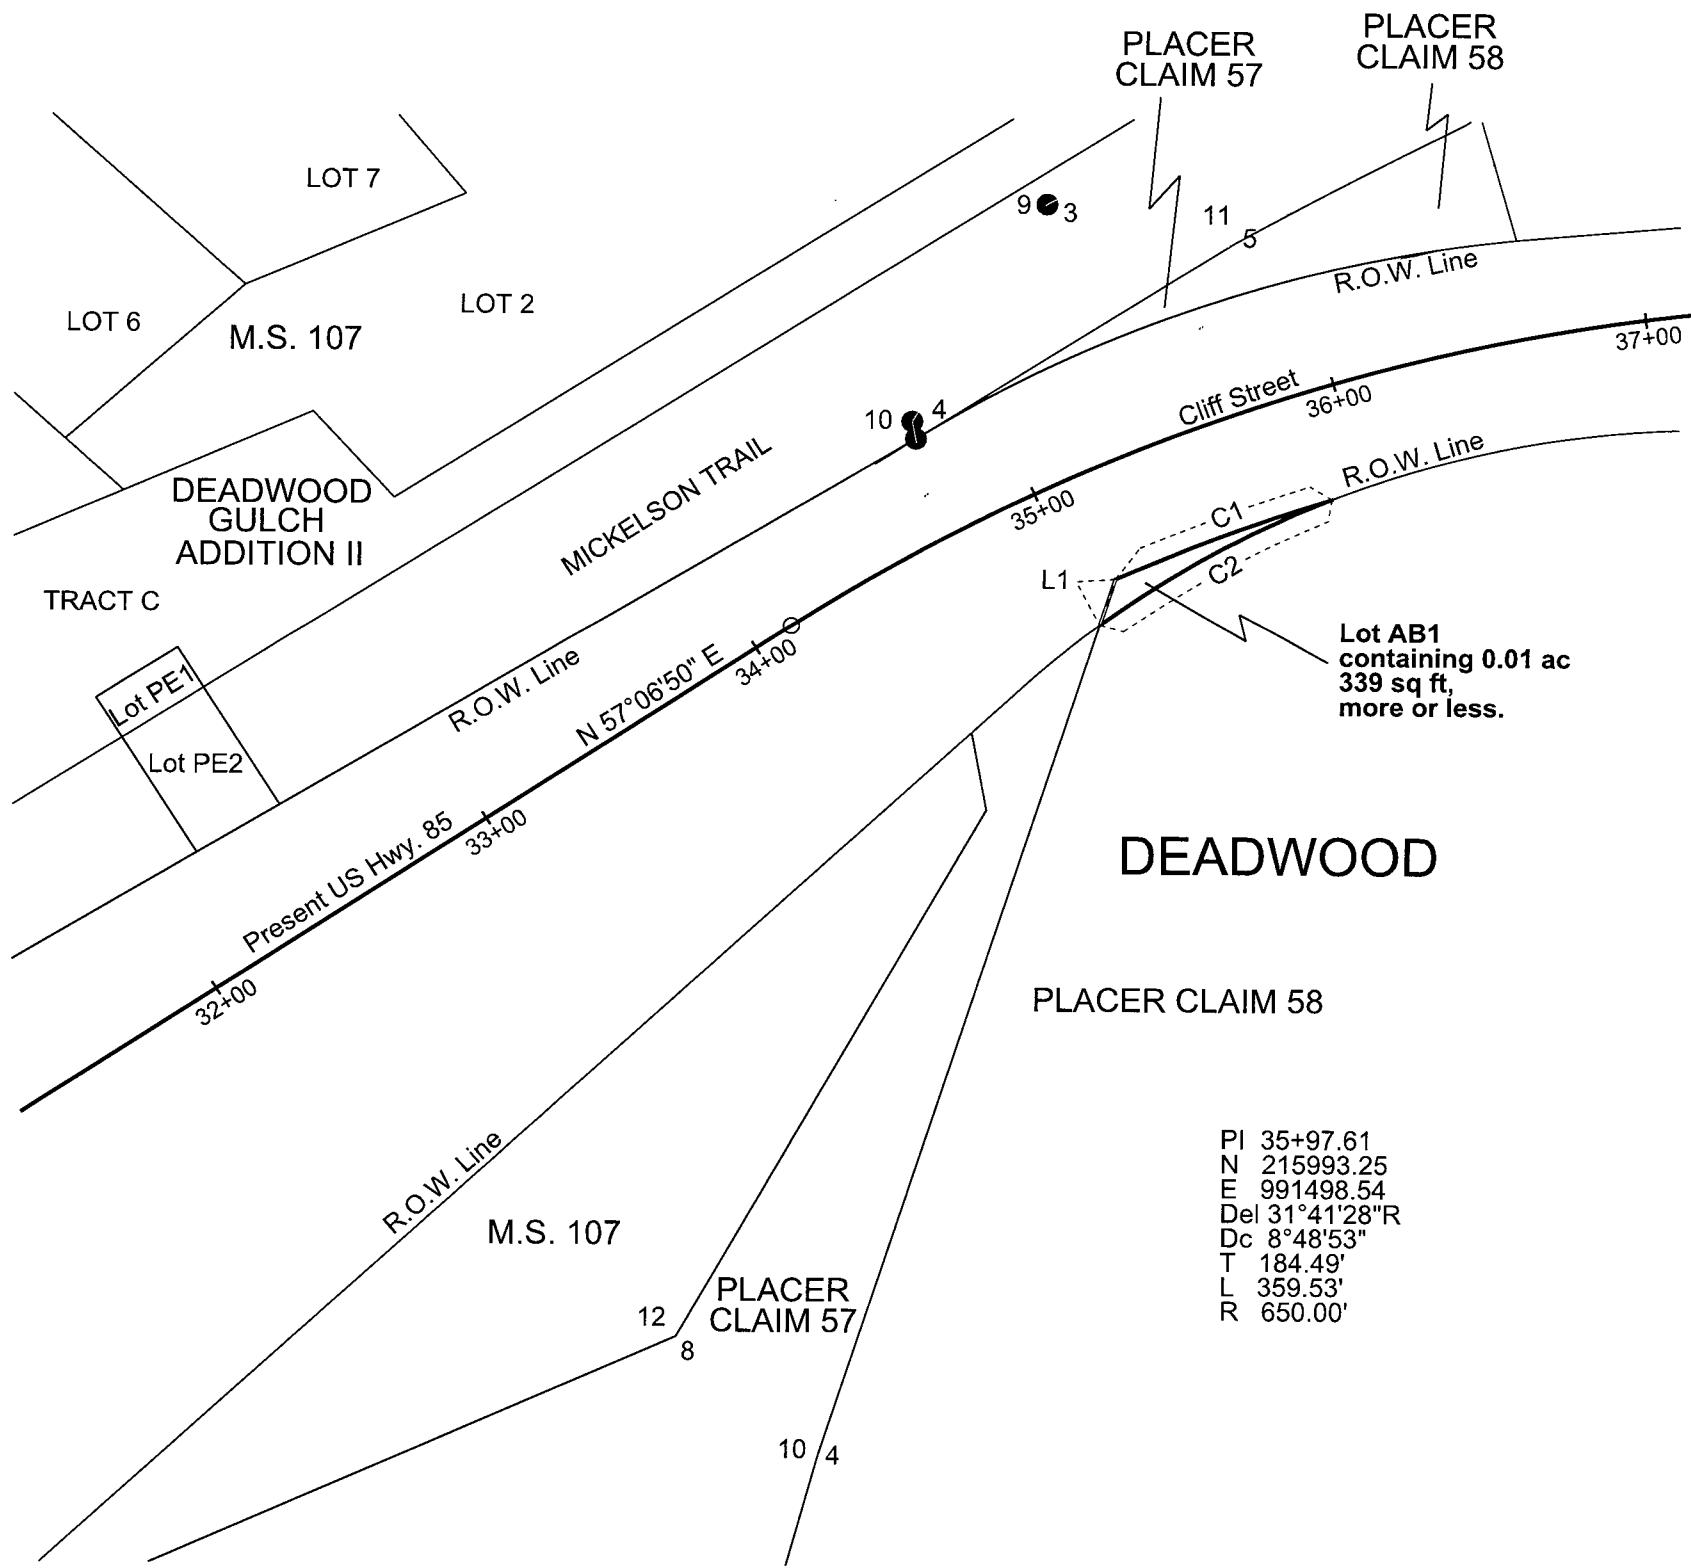 PLACER
CLAIM 57
PLACER
CLAIM 58
LOT 7
9
3
11
5
LOT 6
M.S. 107
LOT 2
R.O.W. Line
37+00
Cliff Street
36+00
10
4
R.O.W. Line
MICKELSON TRAIL
DEADWOOD
GULCH
ADDITION II
35+00
C1
C2
L1
TRACT C
Lot AB1
containing 0.01 ac
339 sq ft,
more or less.
Lot PE1
Lot PE2
R.O.W. Line
N 57°06'50" E
34+00
Present US Hwy. 85
33+00
32+00
DEADWOOD
PLACER CLAIM 58
R.O.W. Line
M.S. 107
PI 35+97.61
N 215993.25
E 991498.54
Del 31°41'28"R
Dc 8°48'53"
T 184.49'
L 359.53'
R 650.00'
PLACER
CLAIM 57
12
8
10
4